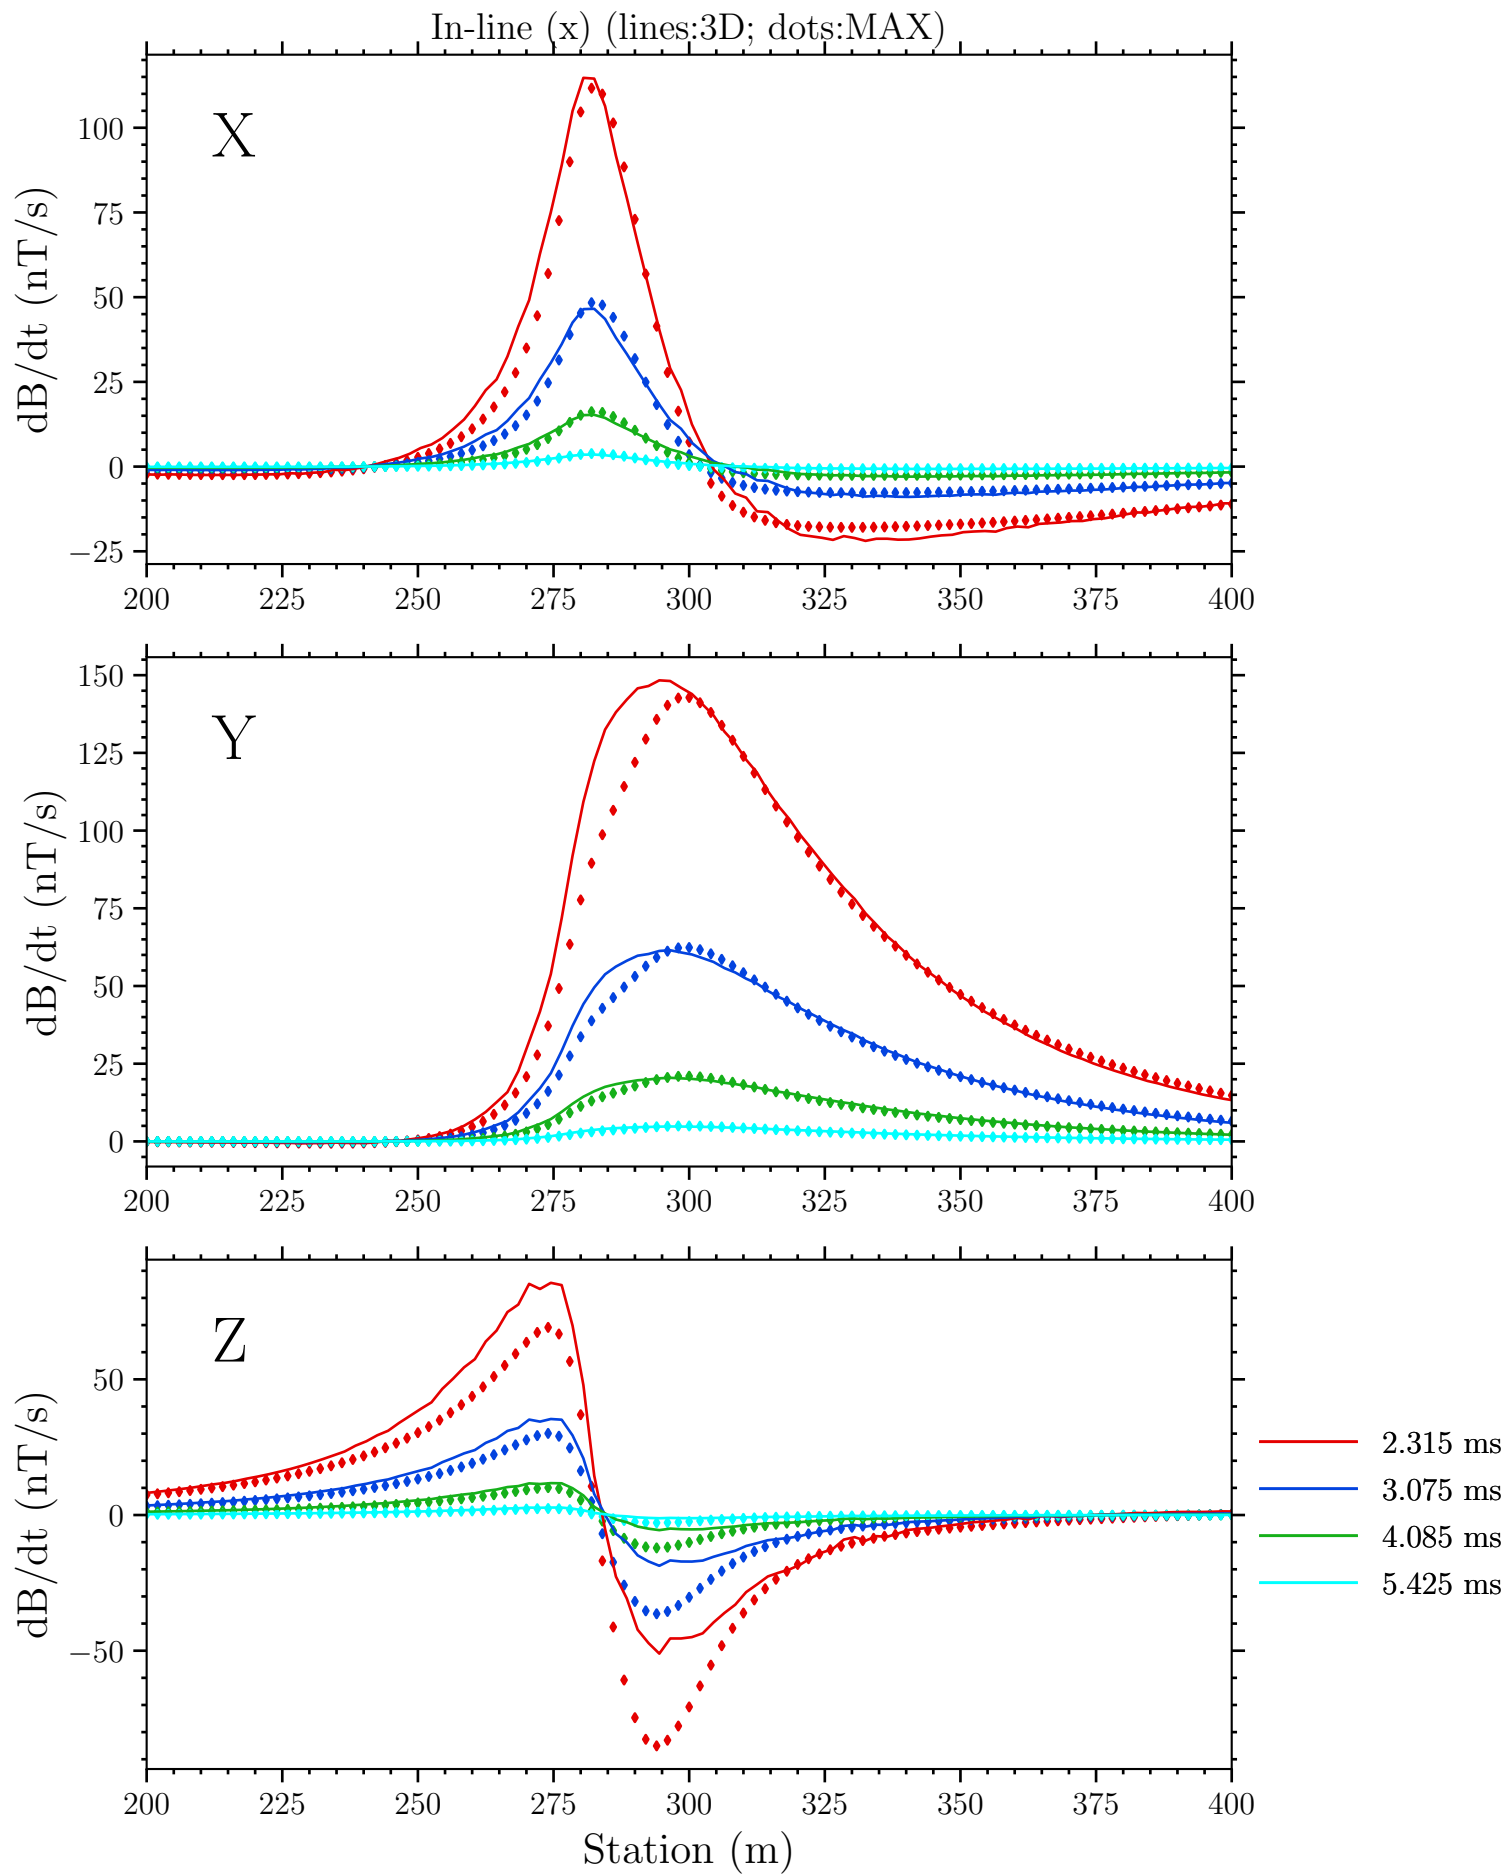 In-line (x) (lines:3D; dots:MAX)
X
dB/dt (nT/s)
100
75
50
25
0
−25
200 225 250 275 300 325 350 375 400
Y
dB/dt (nT/s)
150
125
100
75
50
25
0
200 225 250 275 300 325 350 375 400
Z
dB/dt (nT/s)
50
0
−50
200 225 250 275 300 325 350 375 400
Station (m)
2.315 ms
3.075 ms
4.085 ms
5.425 ms